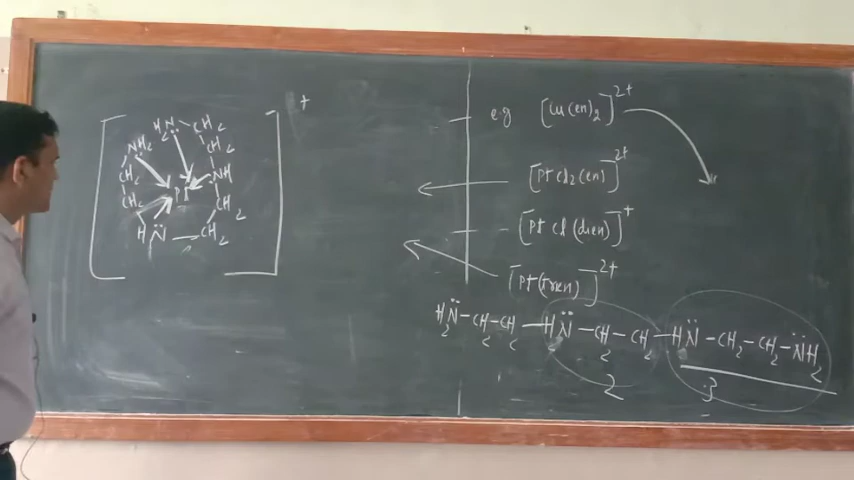 +
H₂N̈ – CH₂
N̈H₂ CH₂
CH₂ NH
CH₂ Pt CH₂
HN̈ — CH₂
e.g [Cu(en)₂]²⁺
[Pt Cl₂(en)]²⁺
[Pt Cl(dien)]⁺
[Pt(trien)]²⁺
H₂N̈–CH₂–CH₂–HN̈–CH₂–CH₂–HN̈–CH₂–CH₂–N̈H₂
2 3